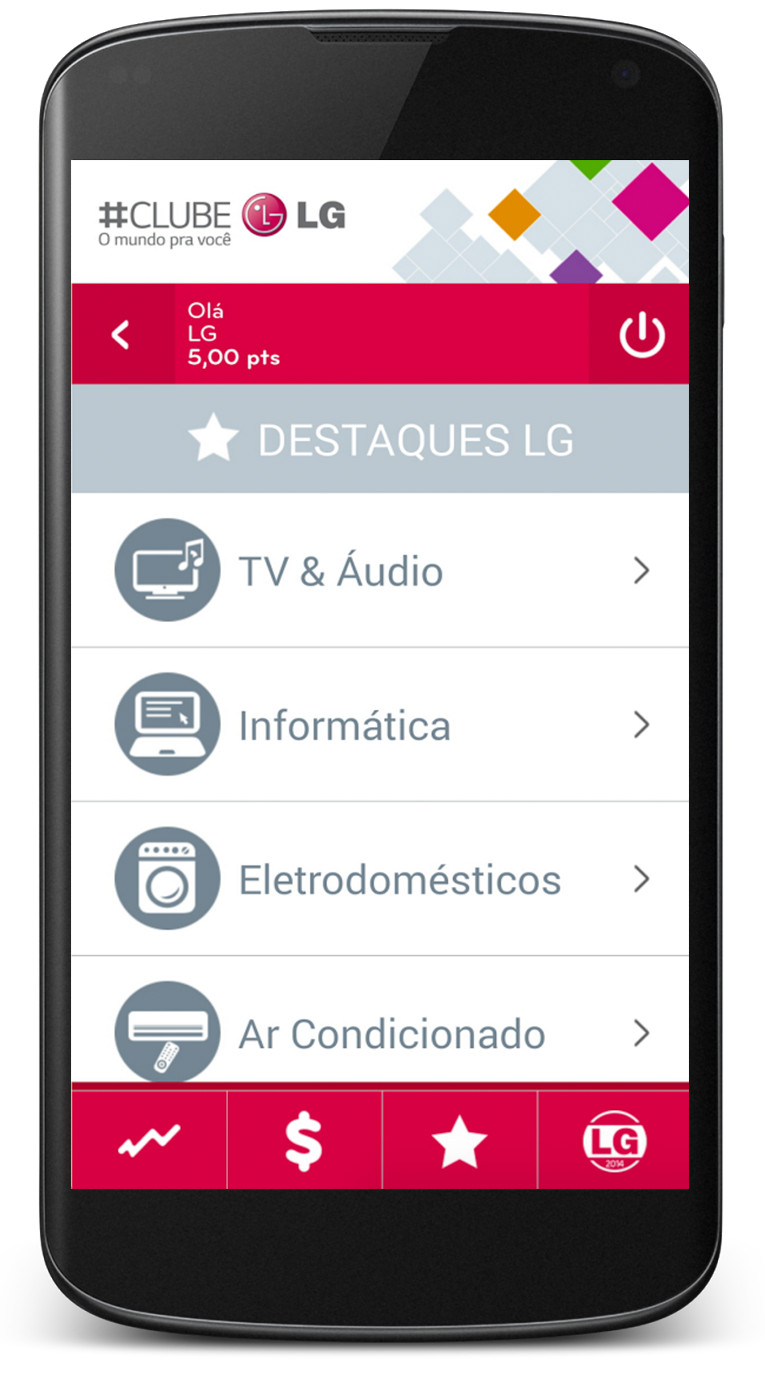 #CLUBE LG
O mundo pra você
Olá
LG
5,00 pts
DESTAQUES LG
TV & Áudio
Informática
Eletrodomésticos
Ar Condicionado
$
LG
2014